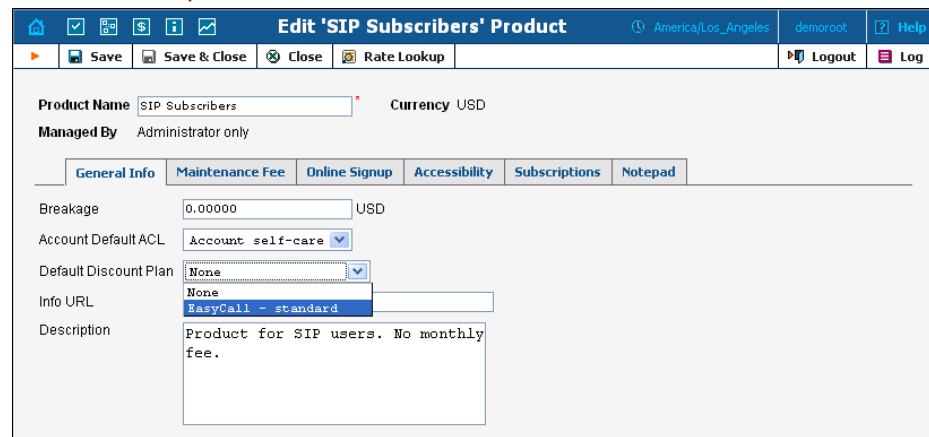 Edit 'SIP Subscribers' Product America/Los_Angeles demoroot ? Help
Save Save & Close Close Rate Lookup Logout Log
Product Name SIP Subscribers * Currency USD
Managed By Administrator only
General Info Maintenance Fee Online Signup Accessibility Subscriptions Notepad
Breakage 0.00000 USD
Account Default ACL Account self-care
Default Discount Plan None
None
Info URL EasyCall - standard
Description Product for SIP users. No monthly
fee.